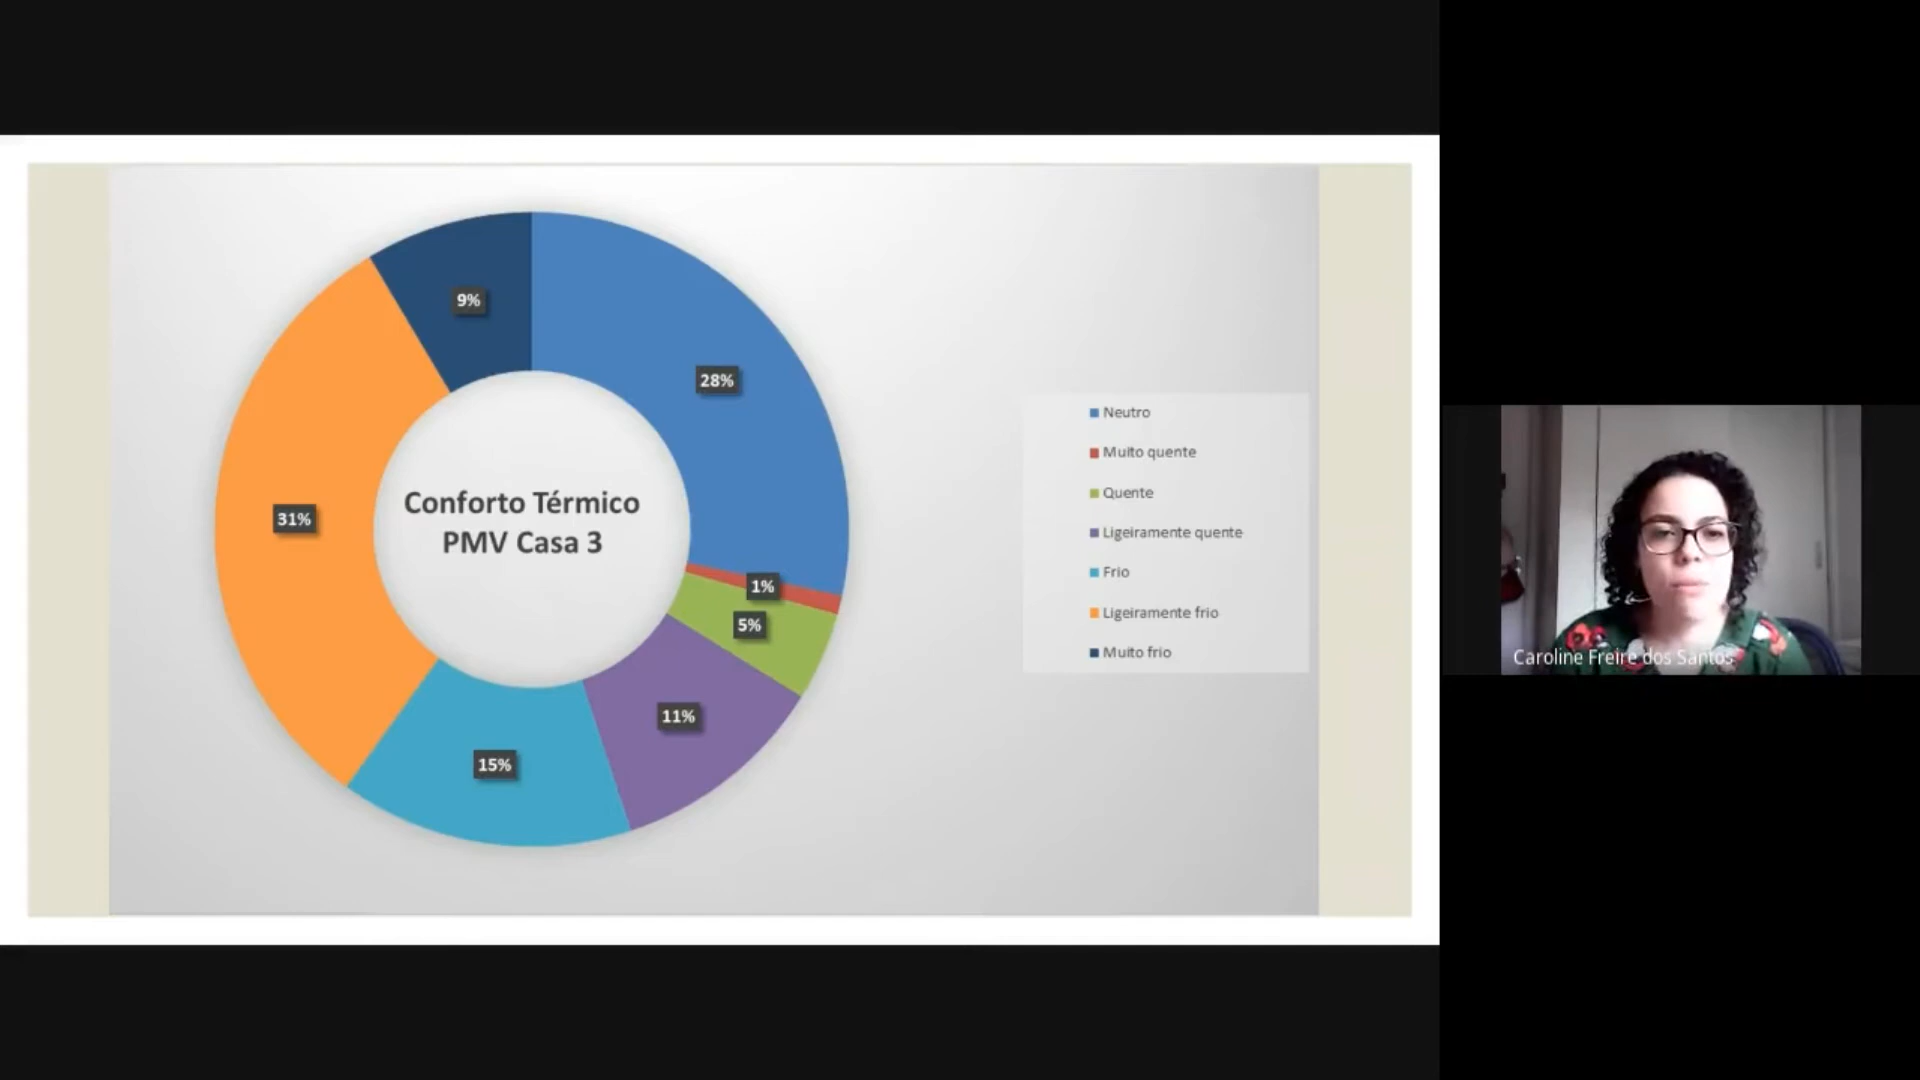 9%
28%
31%
Conforto Térmico
PMV Casa 3
1%
5%
11%
15%
Neutro
Muito quente
Quente
Ligeiramente quente
Frio
Ligeiramente frio
Muito frio
Caroline Freire dos Santos